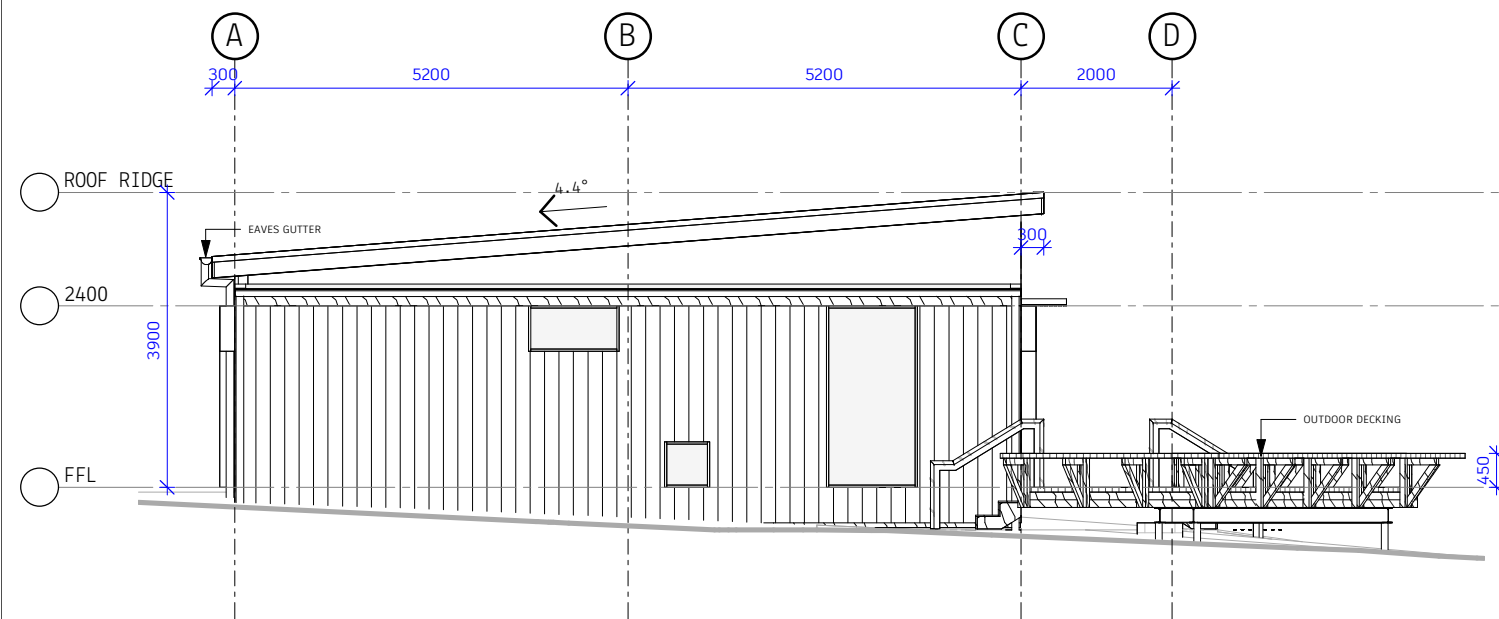 A
B
C
D
300
5200
5200
2000
ROOF RIDGE
4.4°
EAVES GUTTER
300
2400
3900
OUTDOOR DECKING
FFL
450